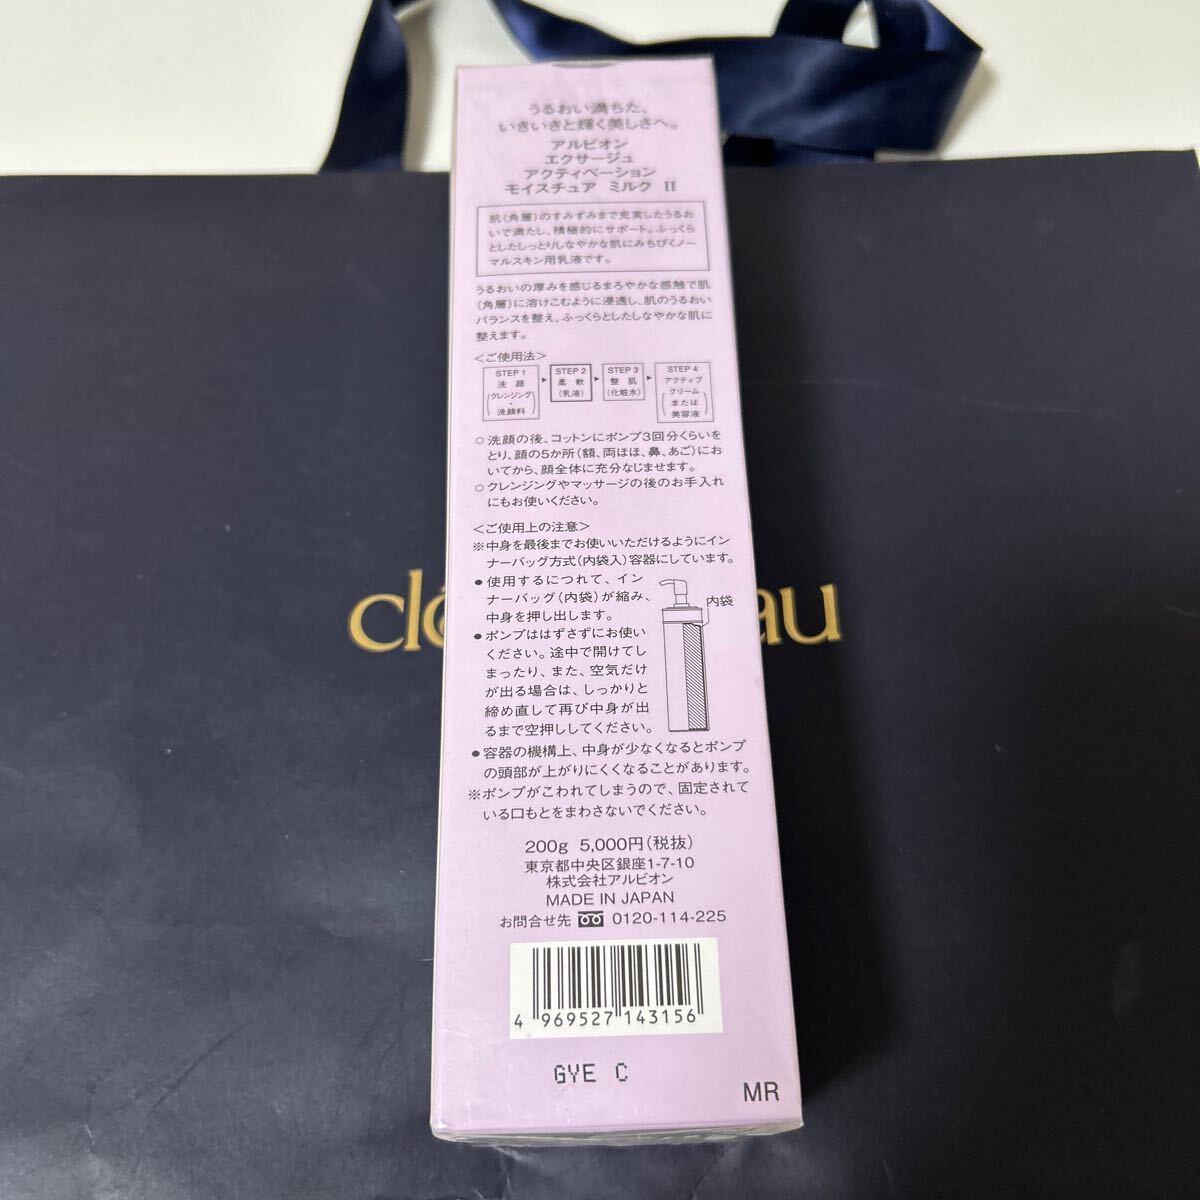 うるおい満ちた、
いきいきと輝く美しさへ。
アルビオン
エクサージュ
アクティベーション
モイスチュア ミルク II
肌(角層)のすみずみまで充実したうるお
いで満たし、積極的にサポート。ふっくら
としたしっとりしなやかな肌にみちびくノー
マルスキン用乳液です。
うるおいの厚みを感じるまろやかな感触で肌
(角層)に溶けこむように浸透し、肌のうるおい
バランスを整え、ふっくらとしたしなやかな肌に
整えます。
<ご使用法>
STEP 1
洗 顔
(クレンジング
・
洗顔料)
STEP 2
柔 軟
(乳液)
STEP 3
整 肌
(化粧水)
STEP 4
アクティブ
(クリーム
または
美容液)
○洗顔の後、コットンにポンプ3回分くらいを
とり、顔の5か所(額、両ほほ、鼻、あご)にお
いてから、顔全体に充分なじませます。
○クレンジングやマッサージの後のお手入れ
にもお使いください。
<ご使用上の注意>
※中身を最後までお使いいただけるようにイン
ナーバッグ方式(内袋入)容器にしています。
●使用するにつれて、イン
ナーバッグ(内袋)が縮み、
中身を押し出します。
内袋
●ポンプははずさずにお使い
ください。途中で開けてし
まったり、また、空気だけ
が出る場合は、しっかりと
締め直して再び中身が出
るまで空押ししてください。
●容器の機構上、中身が少なくなるとポンプ
の頭部が上がりにくくなることがあります。
※ポンプがこわれてしまうので、固定されて
いる口もとをまわさないでください。
200g 5,000円(税抜)
東京都中央区銀座1-7-10
株式会社アルビオン
MADE IN JAPAN
お問合せ先 0120-114-225
4 969527 143156
GYE C
MR